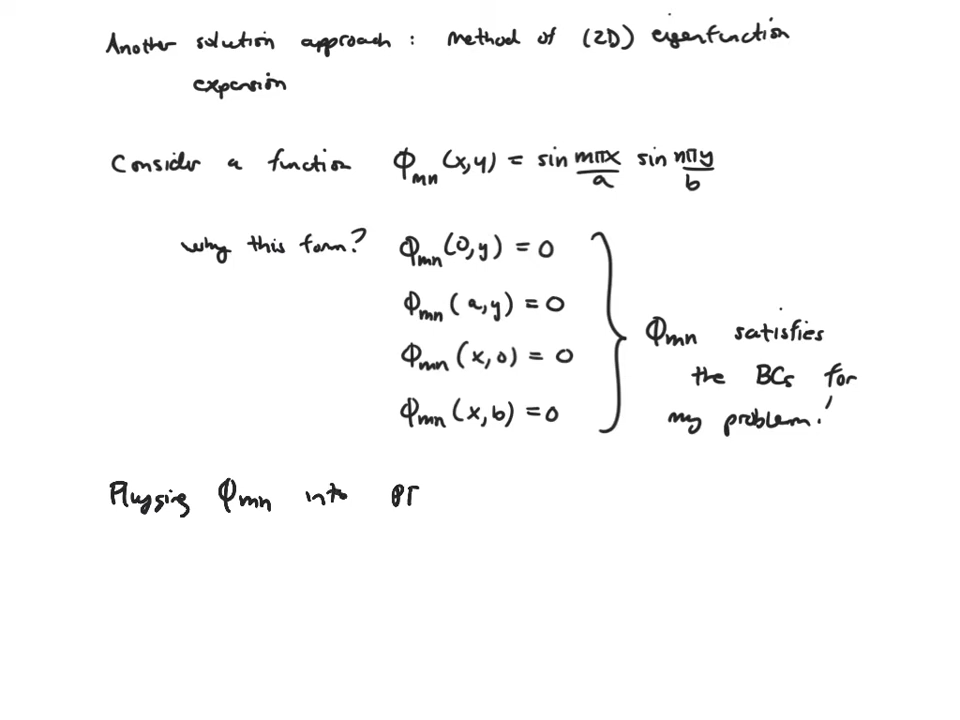 Another solution approach : method of (2D) eigenfunction
expansion
Consider a function ϕmn (x,y) = sin mπx/a sin nπy/b
why this form? ϕmn (0,y) = 0
ϕmn (a,y) = 0
ϕmn satisfies
ϕmn (x,0) = 0
the BCs for
ϕmn (x,b) = 0
my problem!
Plugging ϕmn into